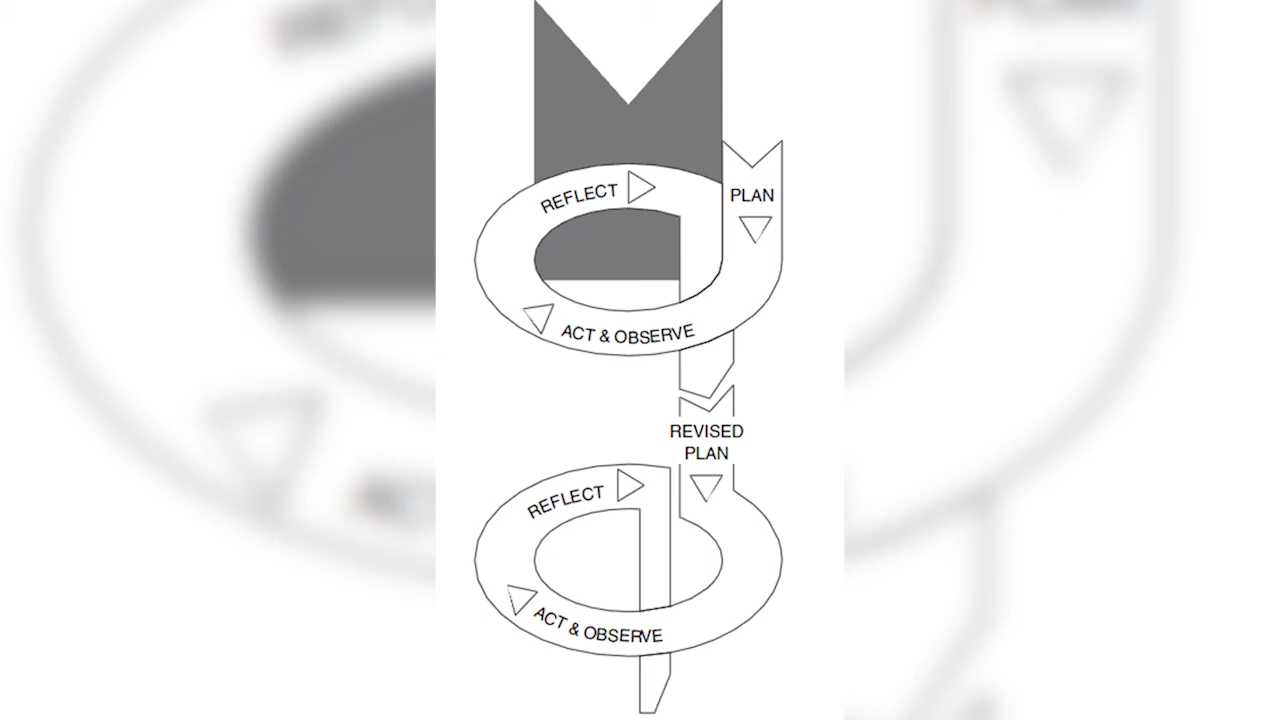 REFLECT
PLAN
ACT & OBSERVE
REVISED
PLAN
REFLECT
ACT & OBSERVE